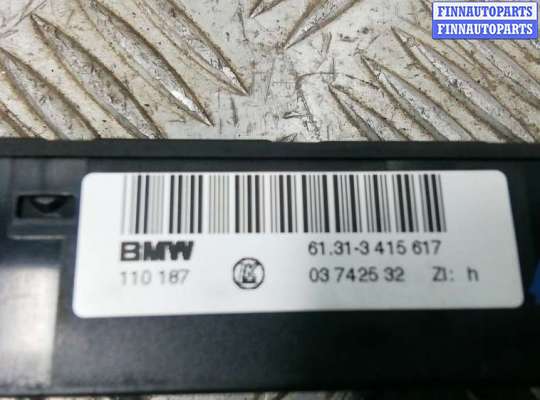 FINNAUTOPARTS
FINNAUTOPARTS
BMW
61.31-3 415 617
110 187
03 7425 32 ZI: h